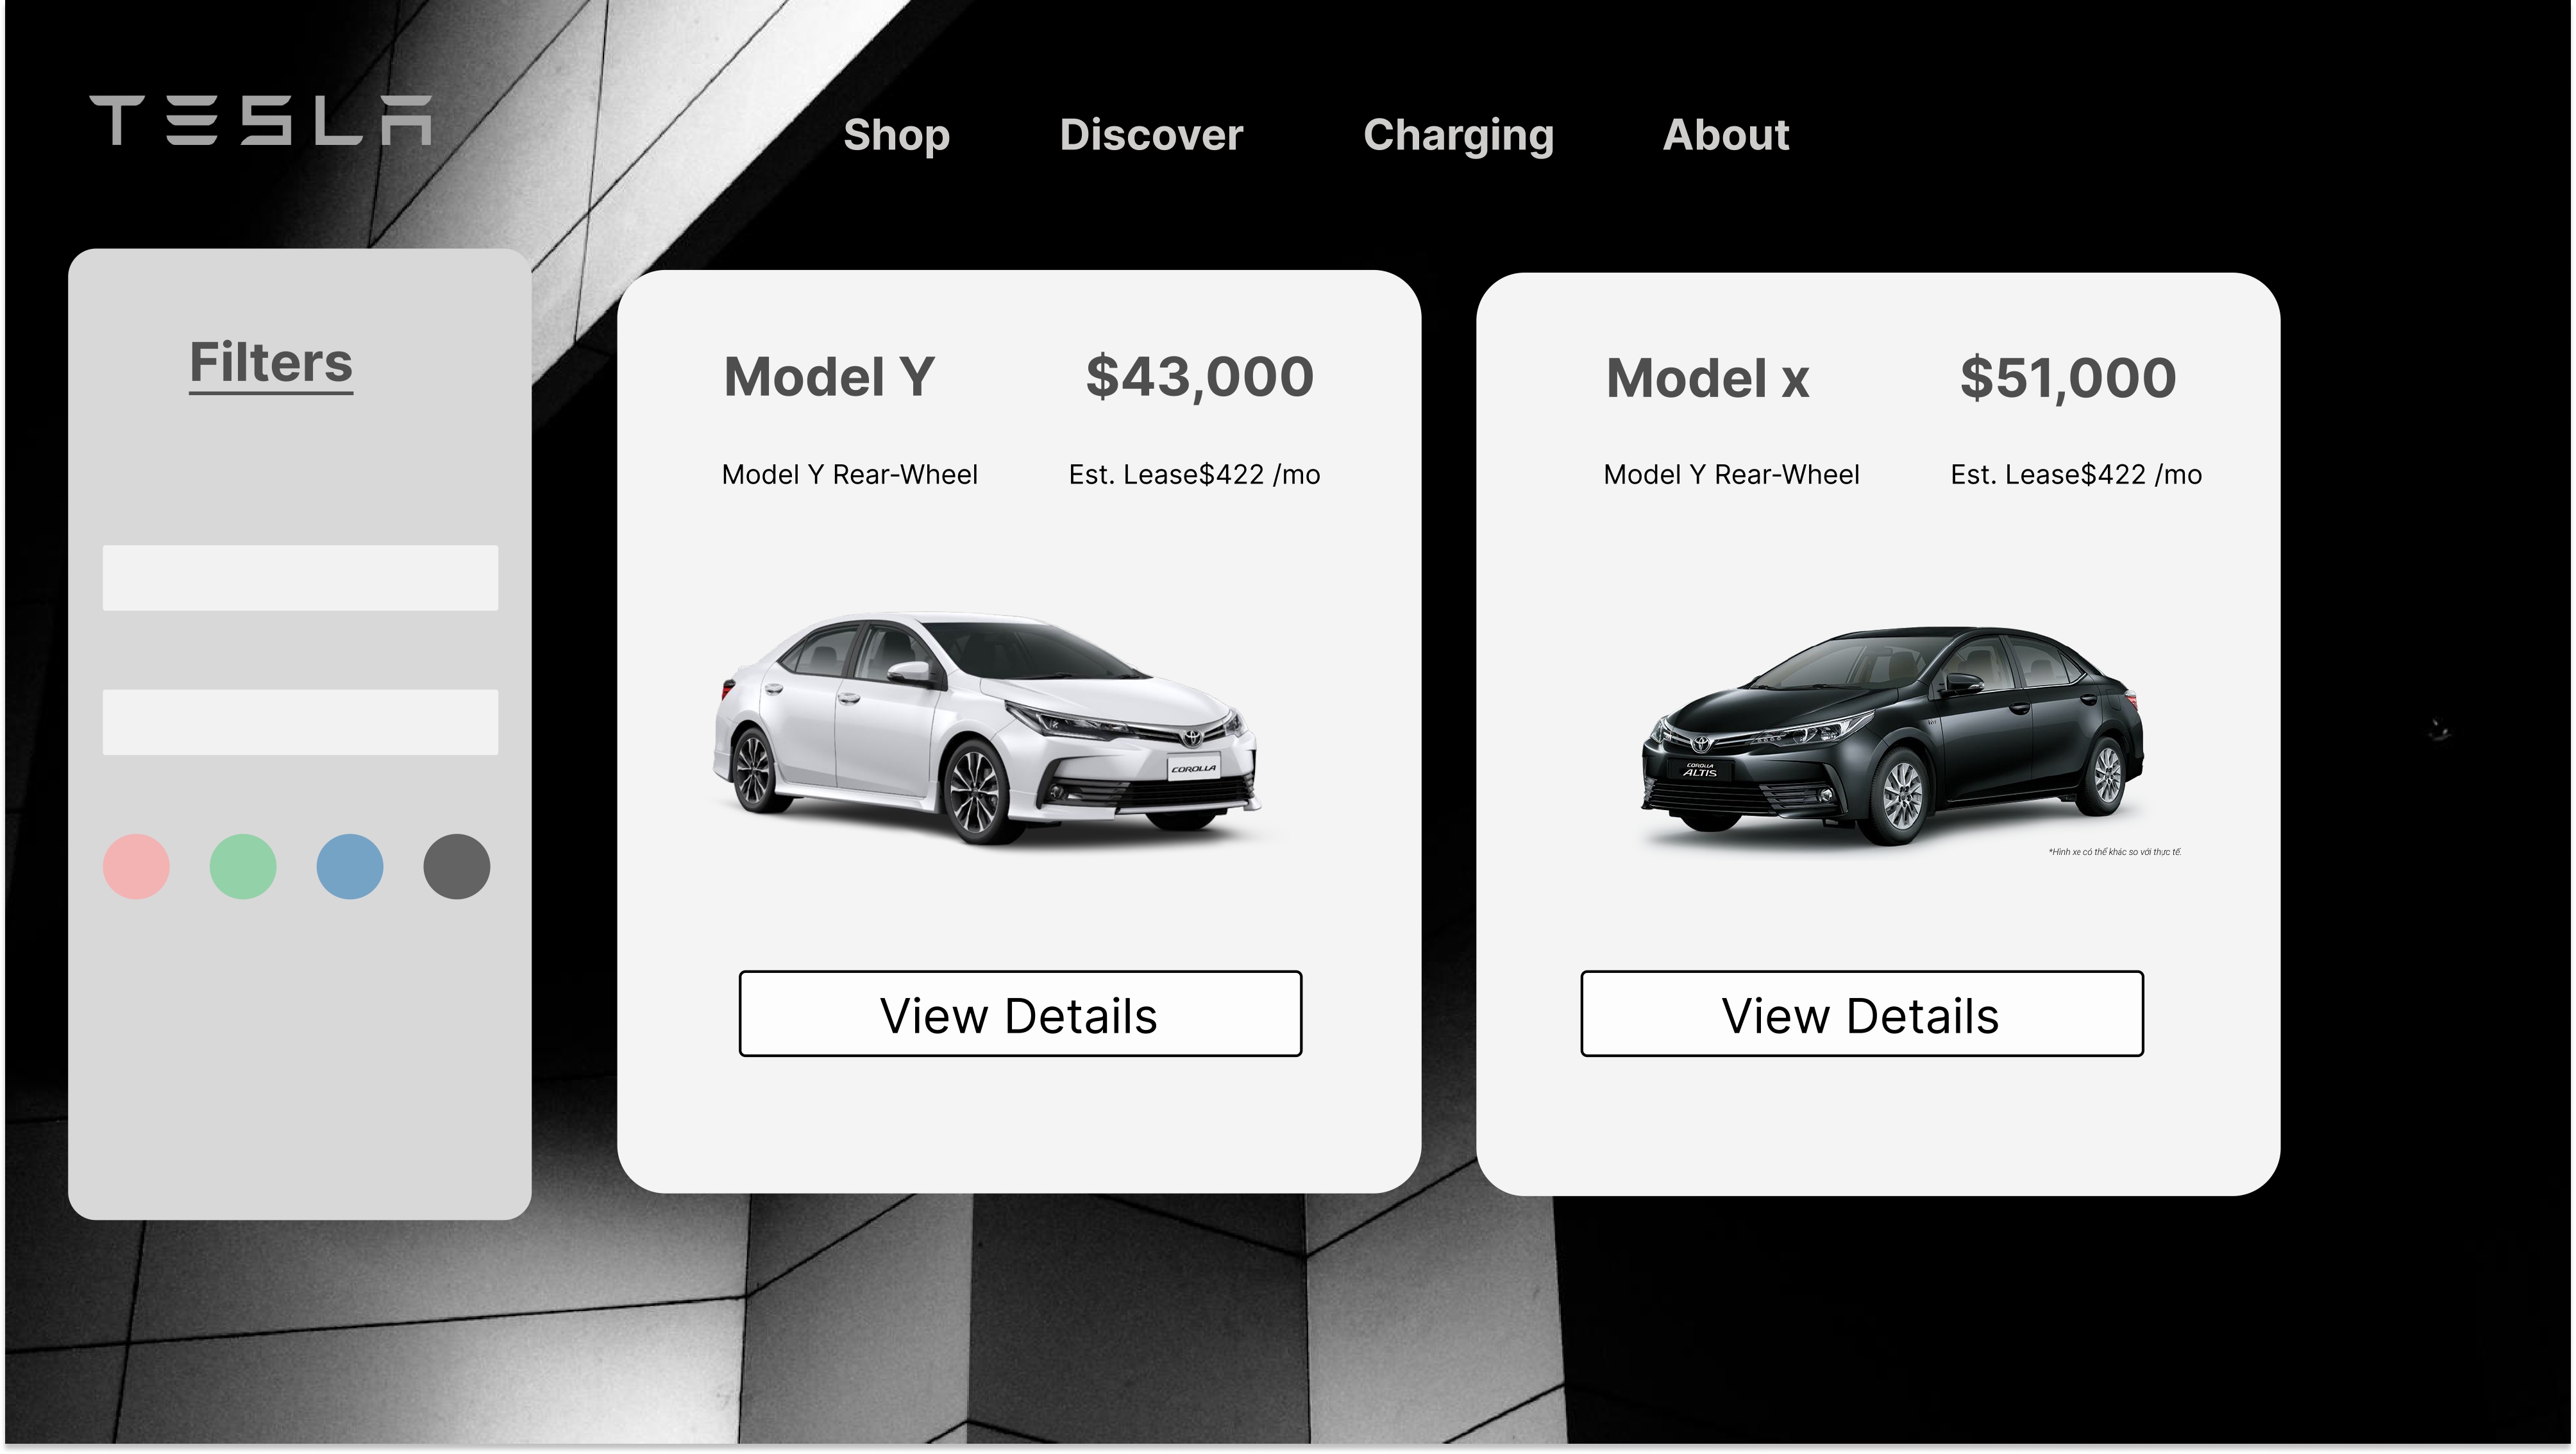 TESLA
Shop Discover Charging About
Filters
Model Y $43,000
Model Y Rear-Wheel Est. Lease$422 /mo
COROLLA
View Details
Model x $51,000
Model Y Rear-Wheel Est. Lease$422 /mo
COROLLA
ALTIS
*Hình xe có thể khác so với thực tế.
View Details